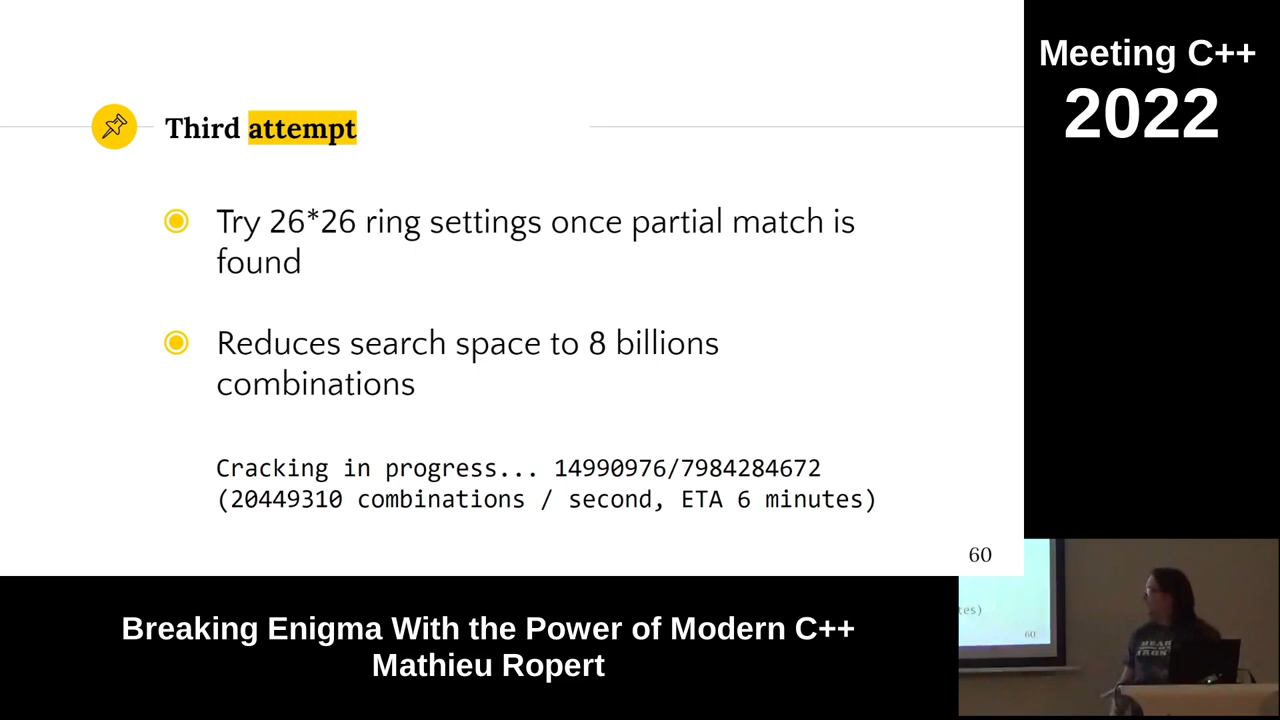 Third attempt
Try 26*26 ring settings once partial match is
found
Reduces search space to 8 billions
combinations
Cracking in progress... 14990976/7984284672
(20449310 combinations / second, ETA 6 minutes)
60
Meeting C++
2022
Breaking Enigma With the Power of Modern C++
Mathieu Ropert
tes)
60